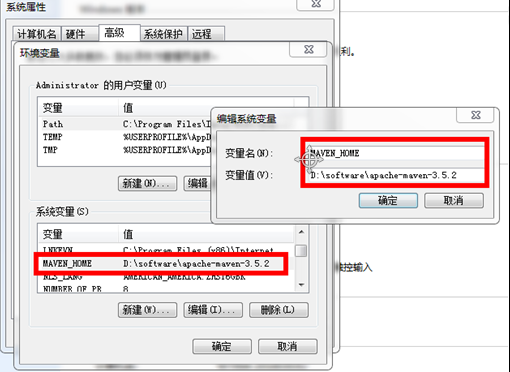 系统属性
计算机名 硬件 高级 系统保护 远程
利。
环境变量
Administrator 的用户变量(U)
变量 值
Path C:\Program Files\I
TEMP %USERPROFILE%\AppD
TMP %USERPROFILE%\AppD
新建(N)... 编辑
编辑系统变量
变量名(N): MAVEN_HOME
变量值(V): D:\software\apache-maven-3.5.2
确定 取消
系统变量(S)
变量 值
C:\Program Files (x86)\Internet
MAVEN_HOME D:\software\apache-maven-3.5.2
NLS_LANG AMERICAN_AMERICA.ZHS16GBK
NUMBER_OF_PR 8
控输入
新建(W)... 编辑(I)... 删除(L)
确定 取消